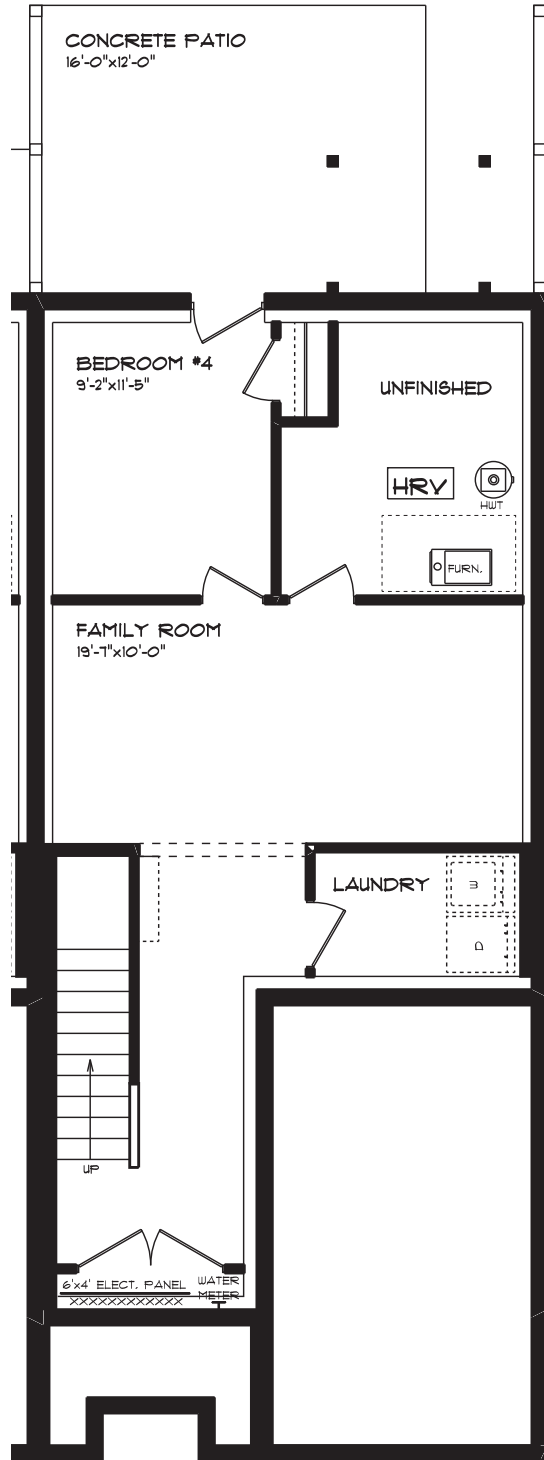 CONCRETE PATIO
16'-0"x12'-0"
BEDROOM #4
9'-2"x11'-5"
UNFINISHED
HRV
HWT
FURN.
FAMILY ROOM
19'-7"x10'-0"
LAUNDRY
W
D
UP
6'x4' ELECT. PANEL
WATER
METER